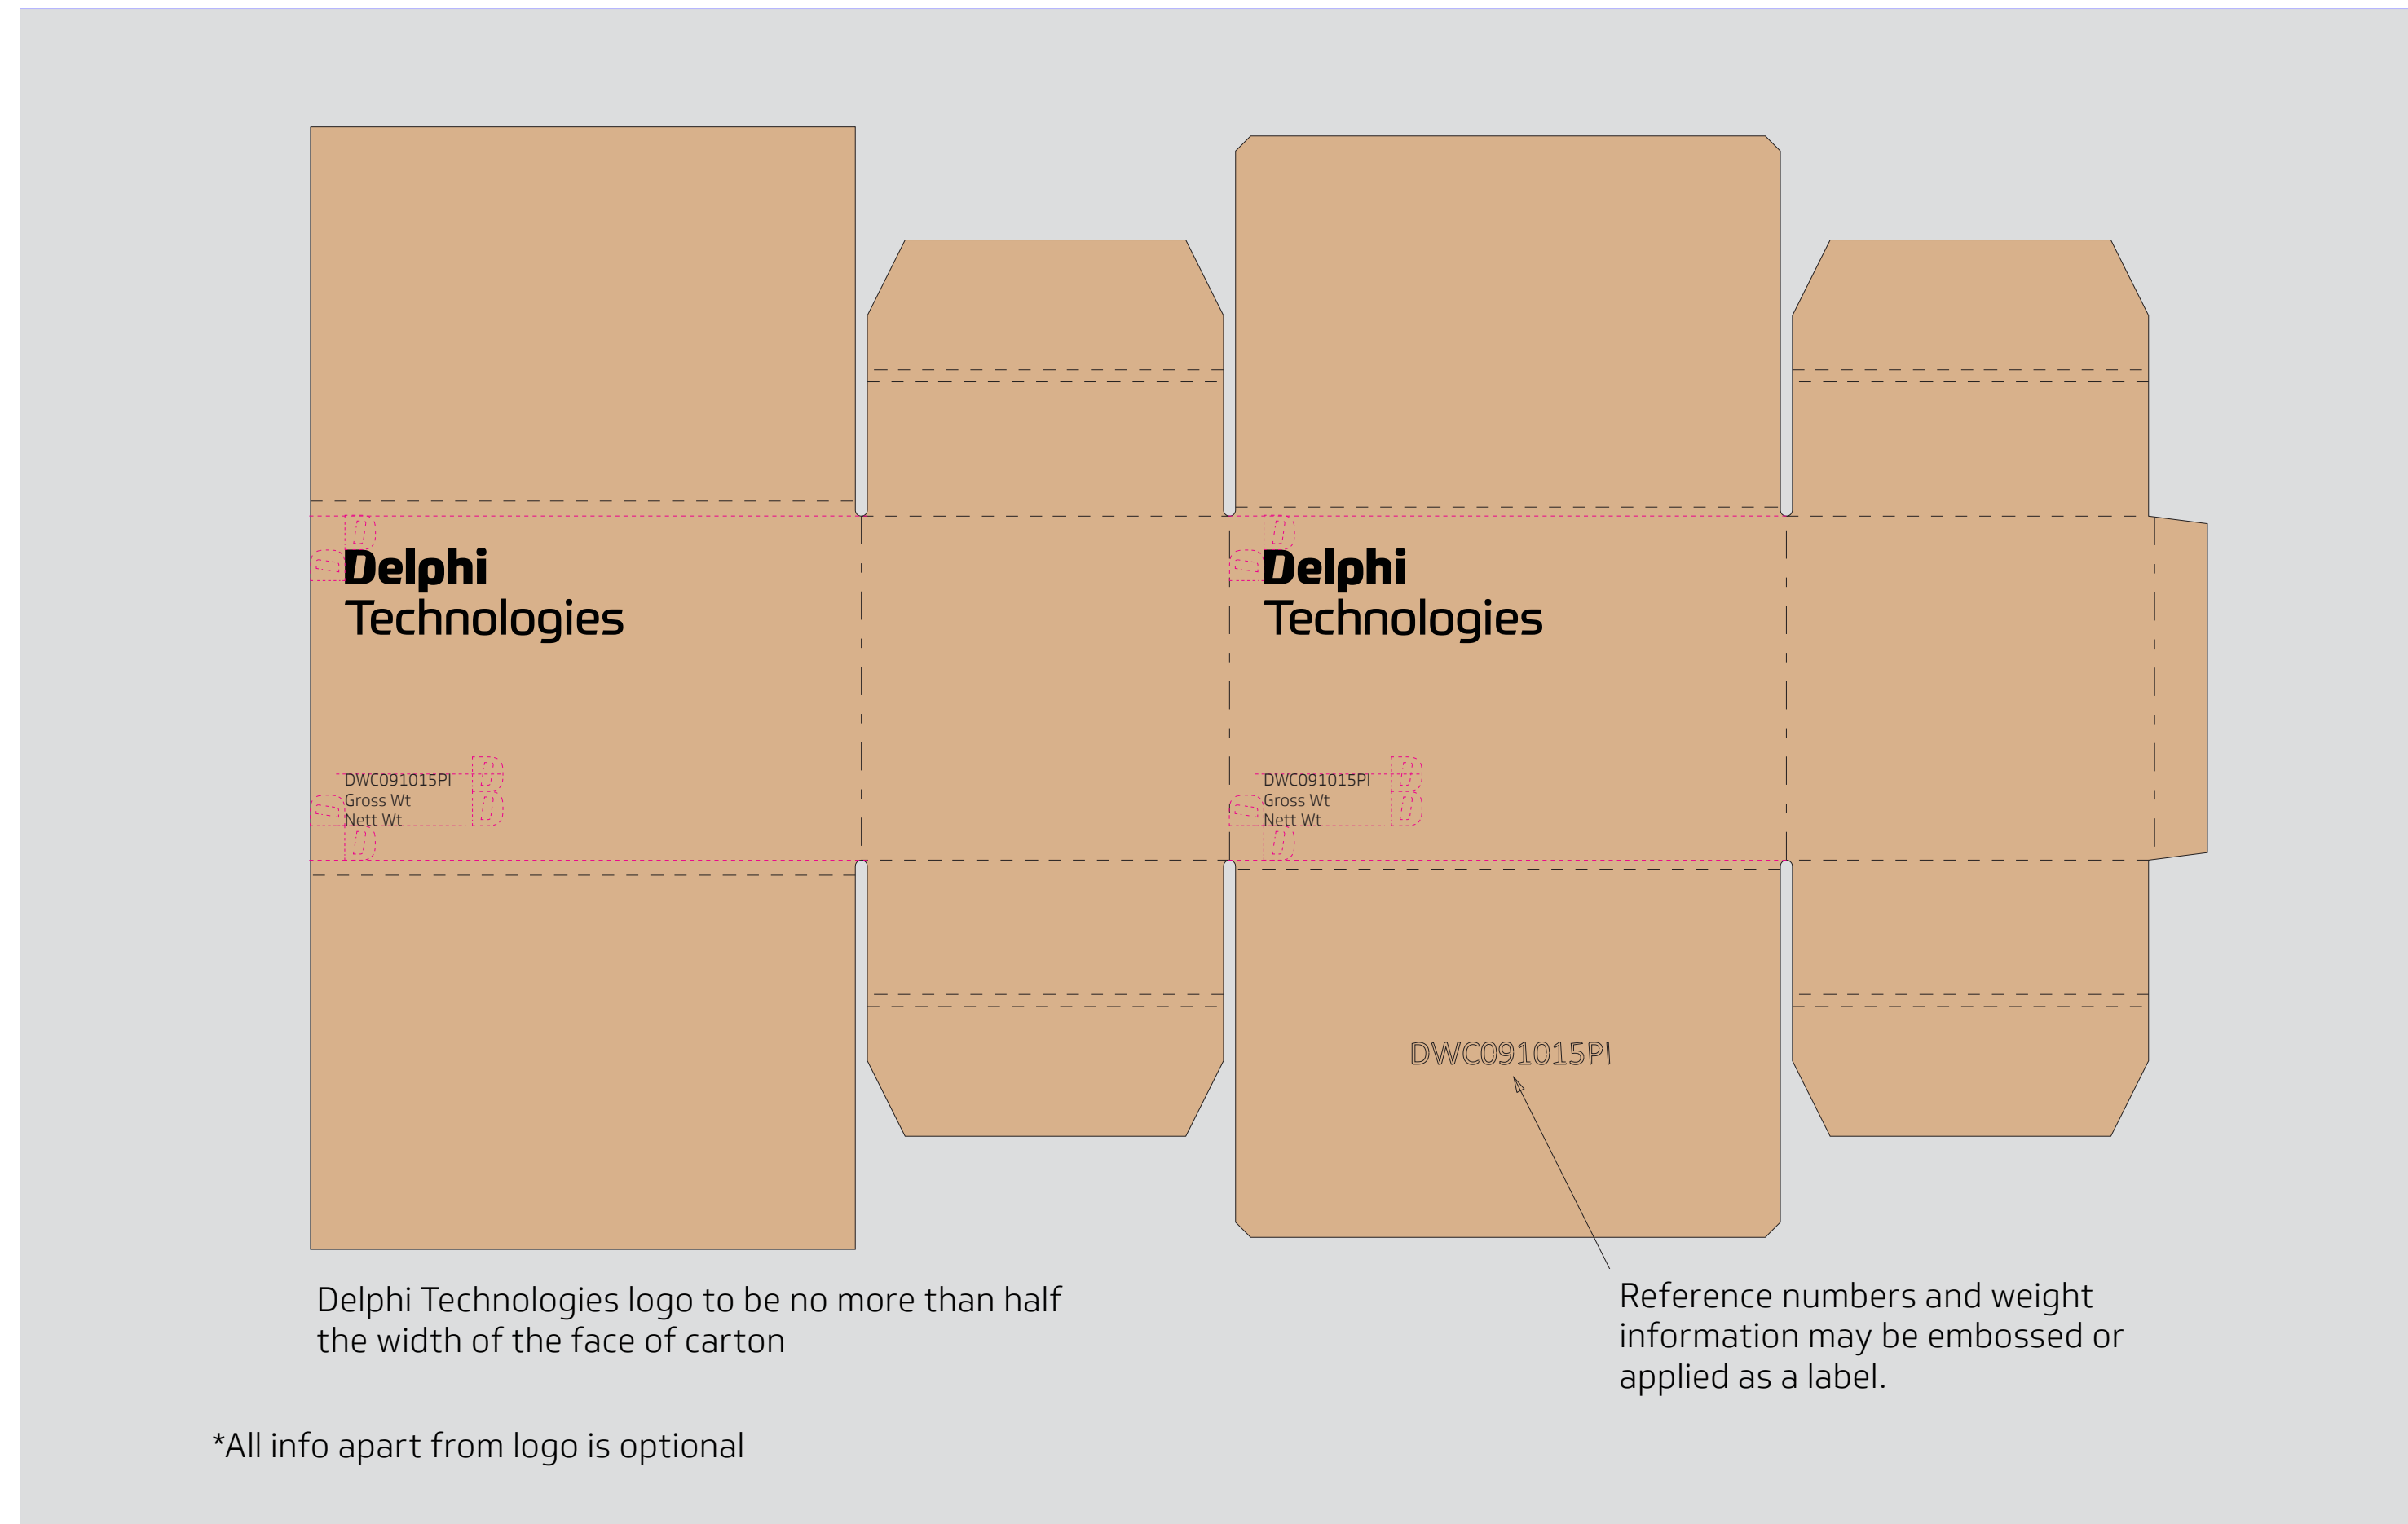 Delphi
Technologies
DWC091015PI
Gross Wt
Nett Wt
D
D
D
D
D
D
Delphi
Technologies
DWC091015PI
Gross Wt
Nett Wt
D
D
D
D
D
D
DWC091015PI
Delphi Technologies logo to be no more than half
the width of the face of carton
Reference numbers and weight
information may be embossed or
applied as a label.
*All info apart from logo is optional